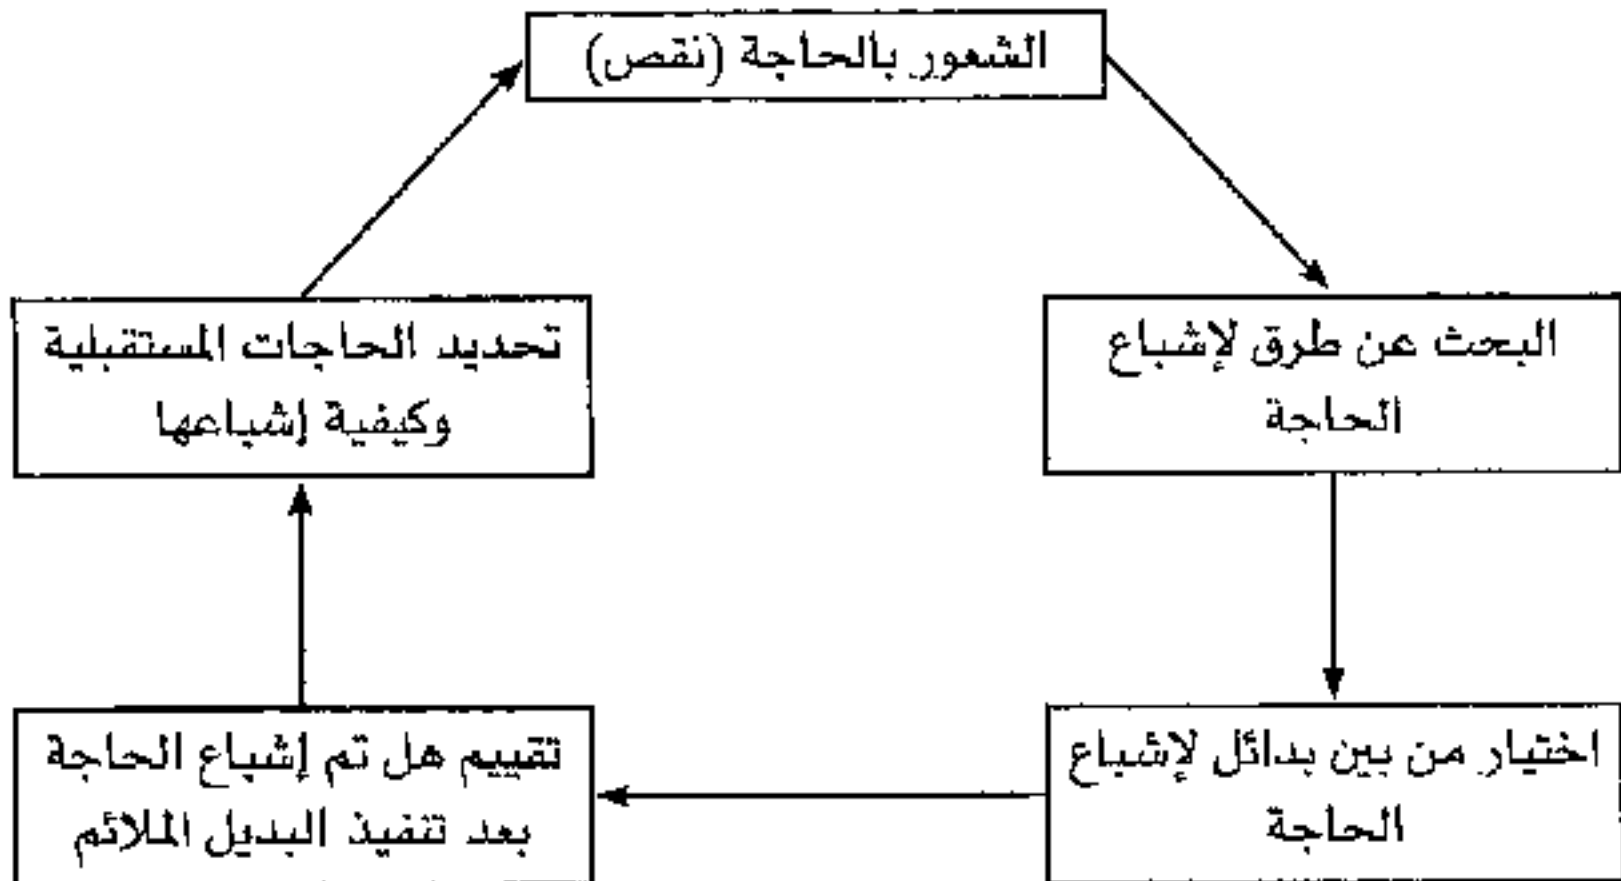 الشعور بالحاجة (نقص)
البحث عن طرق لإشباع
الحاجة
اختيار من بين بدائل لإشباع
الحاجة
تقييم هل تم إشباع الحاجة
بعد تنفيذ البديل الملائم
تحديد الحاجات المستقبلية
وكيفية إشباعها